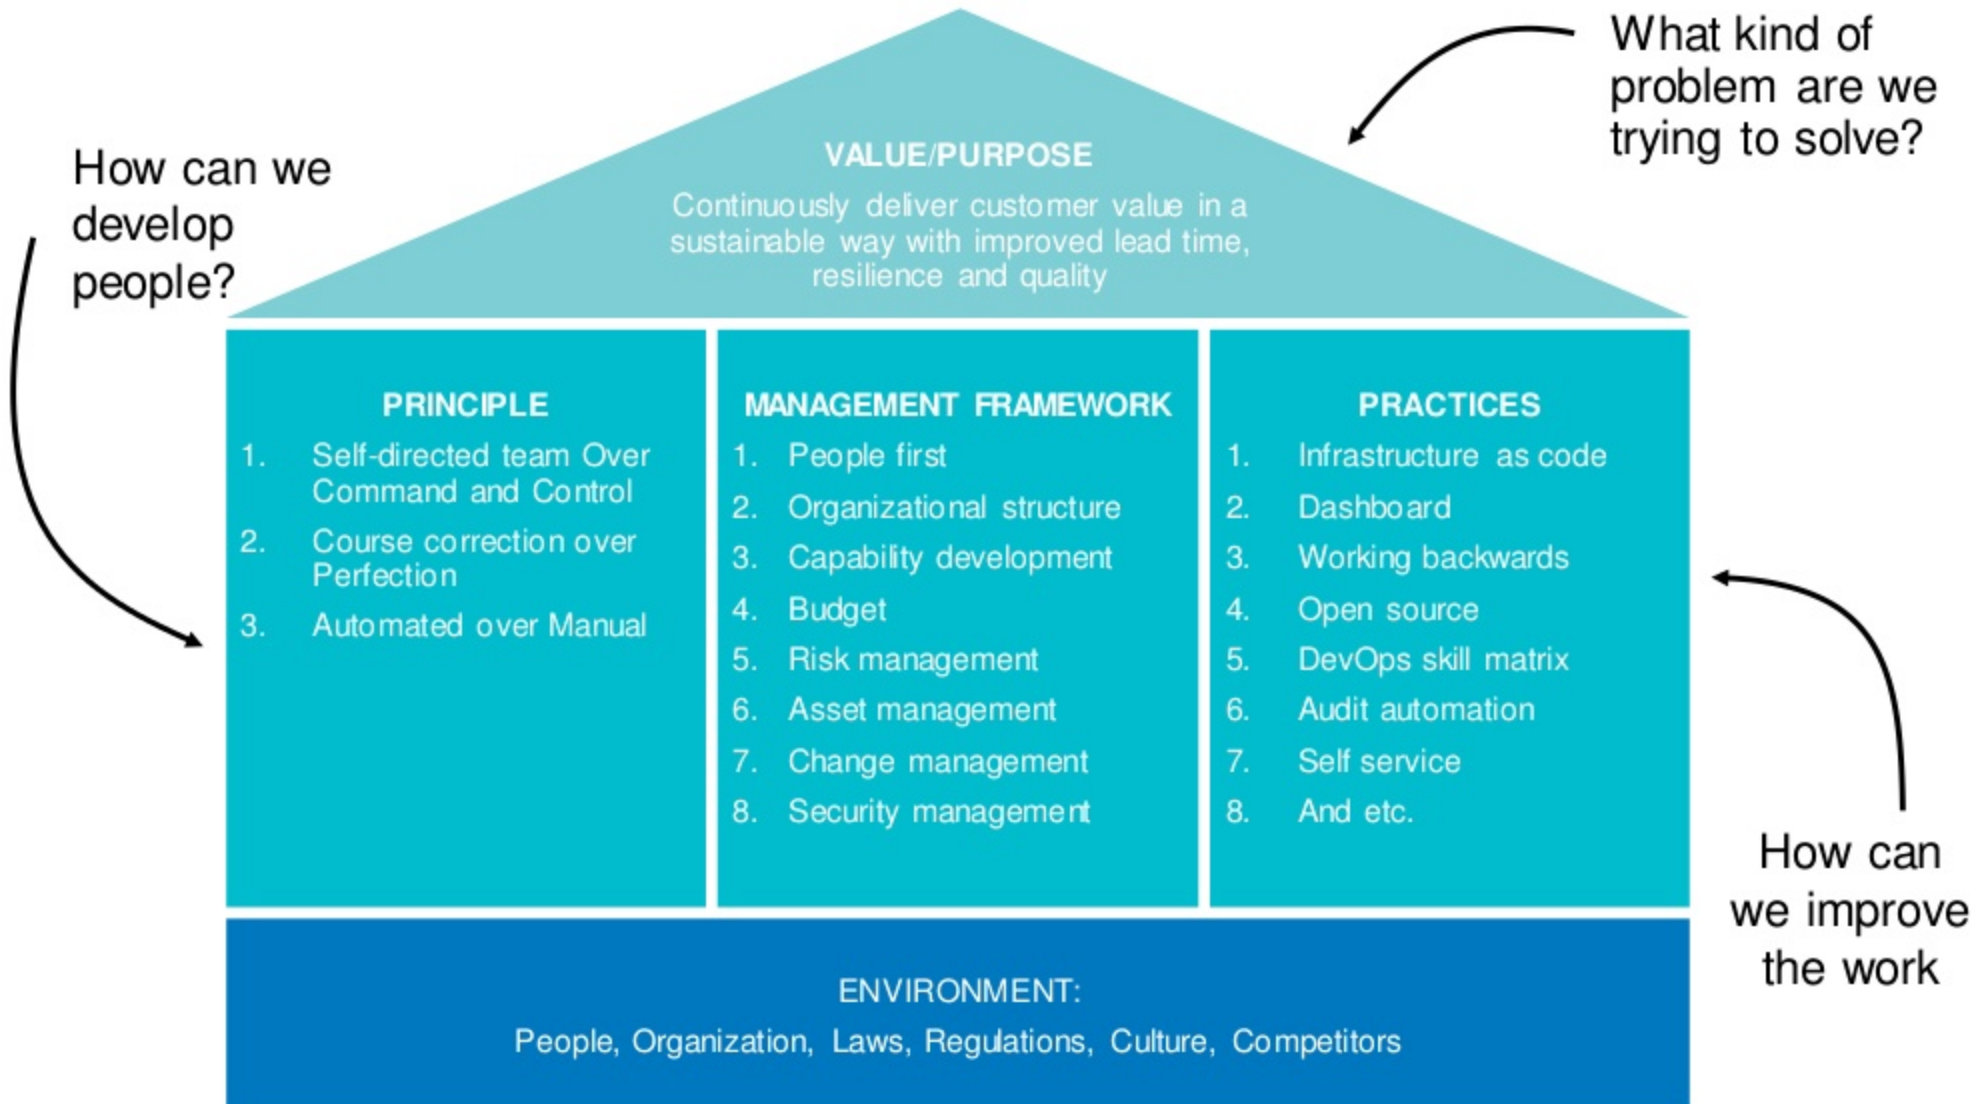 What kind of
problem are we
trying to solve?
How can we
develop
people?
VALUE/PURPOSE
Continuously deliver customer value in a
sustainable way with improved lead time,
resilience and quality
PRINCIPLE
1. Self-directed team Over
Command and Control
2. Course correction over
Perfection
3. Automated over Manual
MANAGEMENT FRAMEWORK
1. People first
2. Organizational structure
3. Capability development
4. Budget
5. Risk management
6. Asset management
7. Change management
8. Security management
PRACTICES
1. Infrastructure as code
2. Dashboard
3. Working backwards
4. Open source
5. DevOps skill matrix
6. Audit automation
7. Self service
8. And etc.
How can
we improve
the work
ENVIRONMENT:
People, Organization, Laws, Regulations, Culture, Competitors